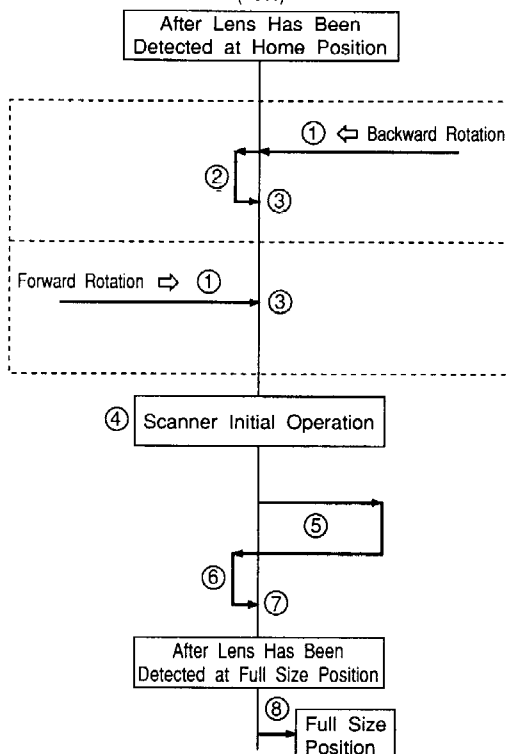 After Lens Has Been
Detected at Home Position
① ⇦ Backward Rotation
②
③
Forward Rotation ⇨ ①
③
④ Scanner Initial Operation
⑤
⑥
⑦
After Lens Has Been
Detected at Full Size Position
⑧
Full Size
Position